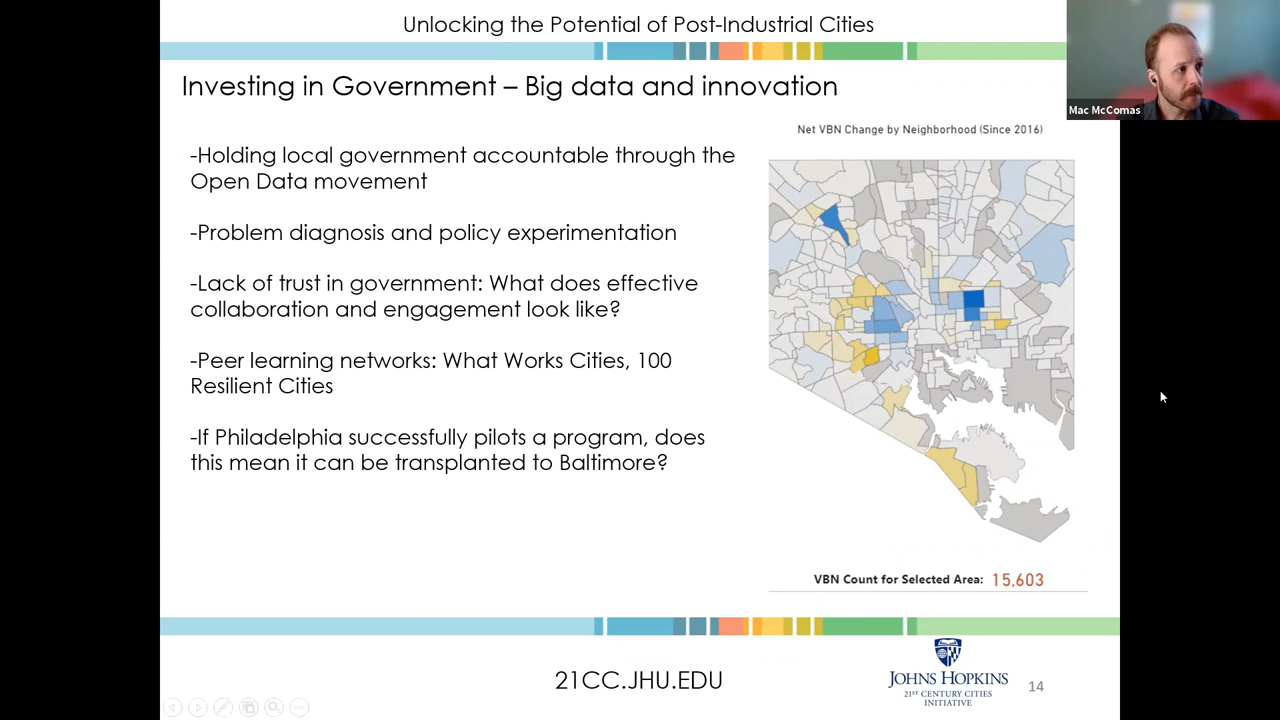 Unlocking the Potential of Post-Industrial Cities
Mac McComas
Investing in Government – Big data and innovation
-Holding local government accountable through the
Open Data movement
-Problem diagnosis and policy experimentation
-Lack of trust in government: What does effective
collaboration and engagement look like?
-Peer learning networks: What Works Cities, 100
Resilient Cities
-If Philadelphia successfully pilots a program, does
this mean it can be transplanted to Baltimore?
Net VBN Change by Neighborhood (Since 2016)
VBN Count for Selected Area: 15,603
21CC.JHU.EDU
JOHNS HOPKINS
21ST CENTURY CITIES
INITIATIVE
14